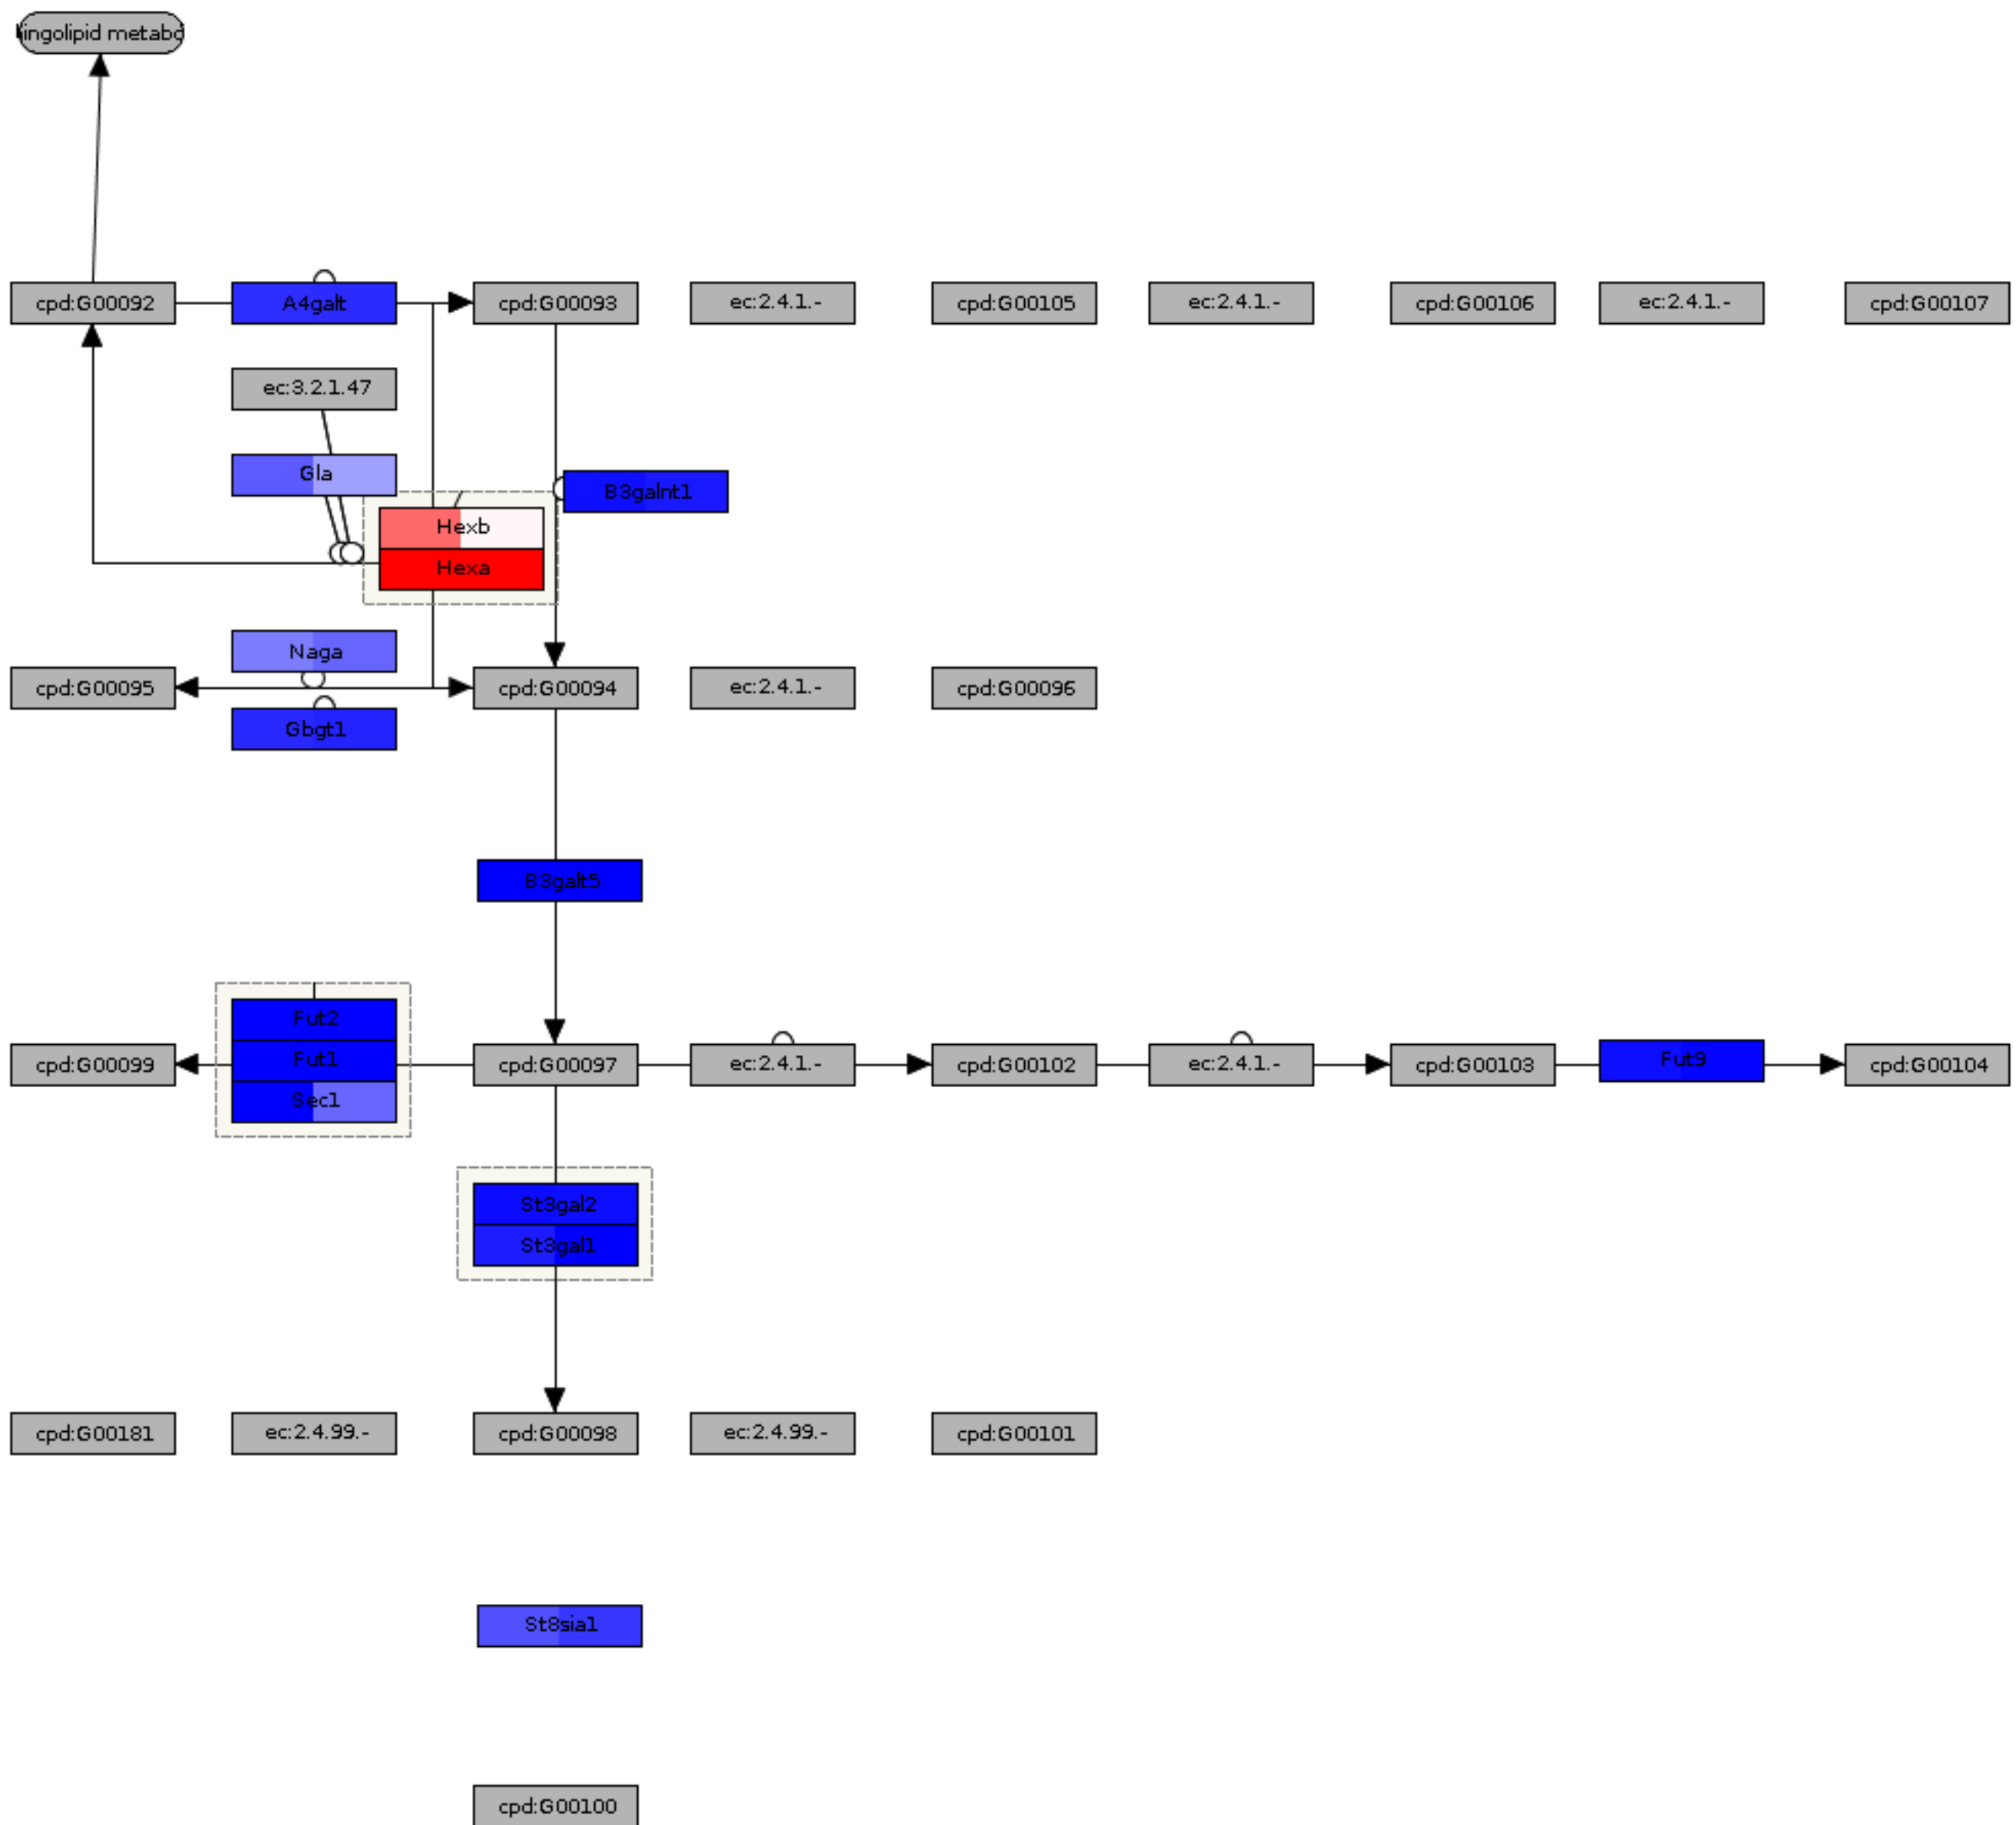 ingolipid metabo
cpd:G00092
A4galt
cpd:G00093
ec:2.4.1.-
cpd:G00105
ec:2.4.1.-
cpd:G00106
ec:2.4.1.-
cpd:G00107
ec:3.2.1.47
Gla
B3galnt1
Hexb
Hexa
Naga
cpd:G00095
cpd:G00094
ec:2.4.1.-
cpd:G00096
Gbgt1
B3galt5
Fut2
Fut1
Sec1
cpd:G00099
cpd:G00097
ec:2.4.1.-
cpd:G00102
ec:2.4.1.-
cpd:G00103
Fut9
cpd:G00104
St3gal2
St3gal1
cpd:G00181
ec:2.4.99.-
cpd:G00098
ec:2.4.99.-
cpd:G00101
St8sia1
cpd:G00100